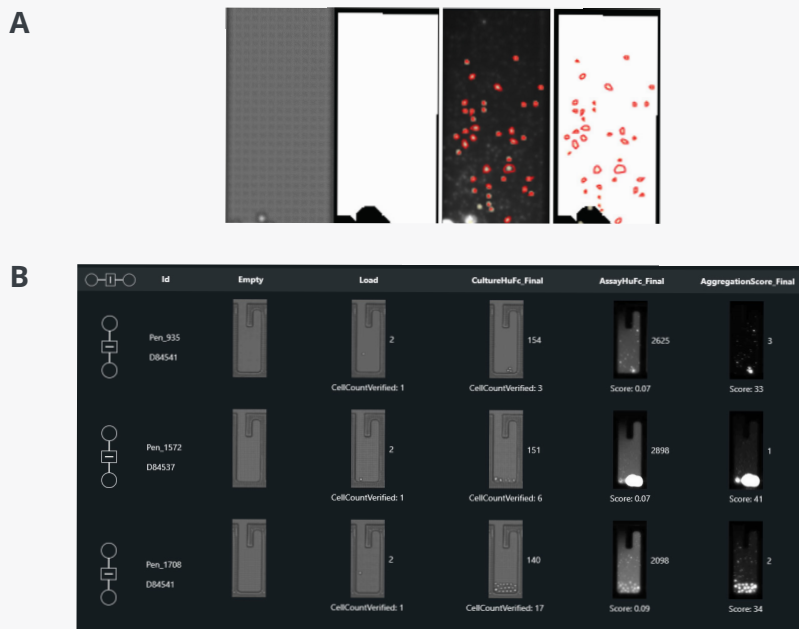 A
B
Id Empty Load CultureHuFc_Final AssayHuFc_Final AggregationScore_Final
Pen_935
D84541
2
CellCountVerified: 1
154
CellCountVerified: 3
2625
Score: 0.07
3
Score: 33
Pen_1572
D84537
2
CellCountVerified: 1
151
CellCountVerified: 6
2898
Score: 0.07
1
Score: 41
Pen_1708
D84541
2
CellCountVerified: 1
140
CellCountVerified: 17
2098
Score: 0.09
2
Score: 34